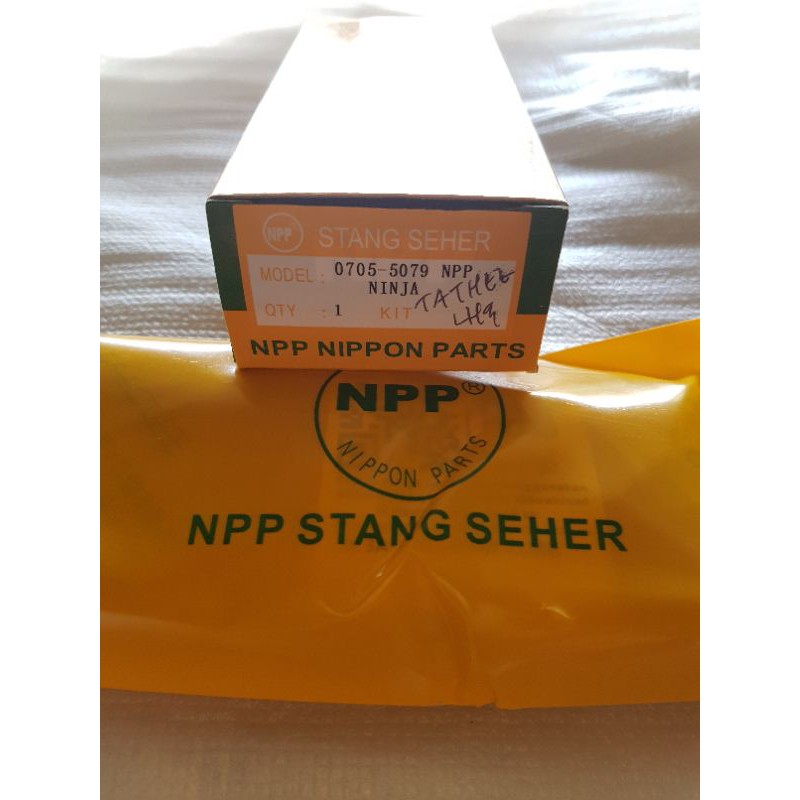 NPP STANG SEHER
MODEL : 0705-5079 NPP
NINJA
QTY : 1 KIT
NPP NIPPON PARTS
NPP®
NIPPON PARTS
NPP STANG SEHER